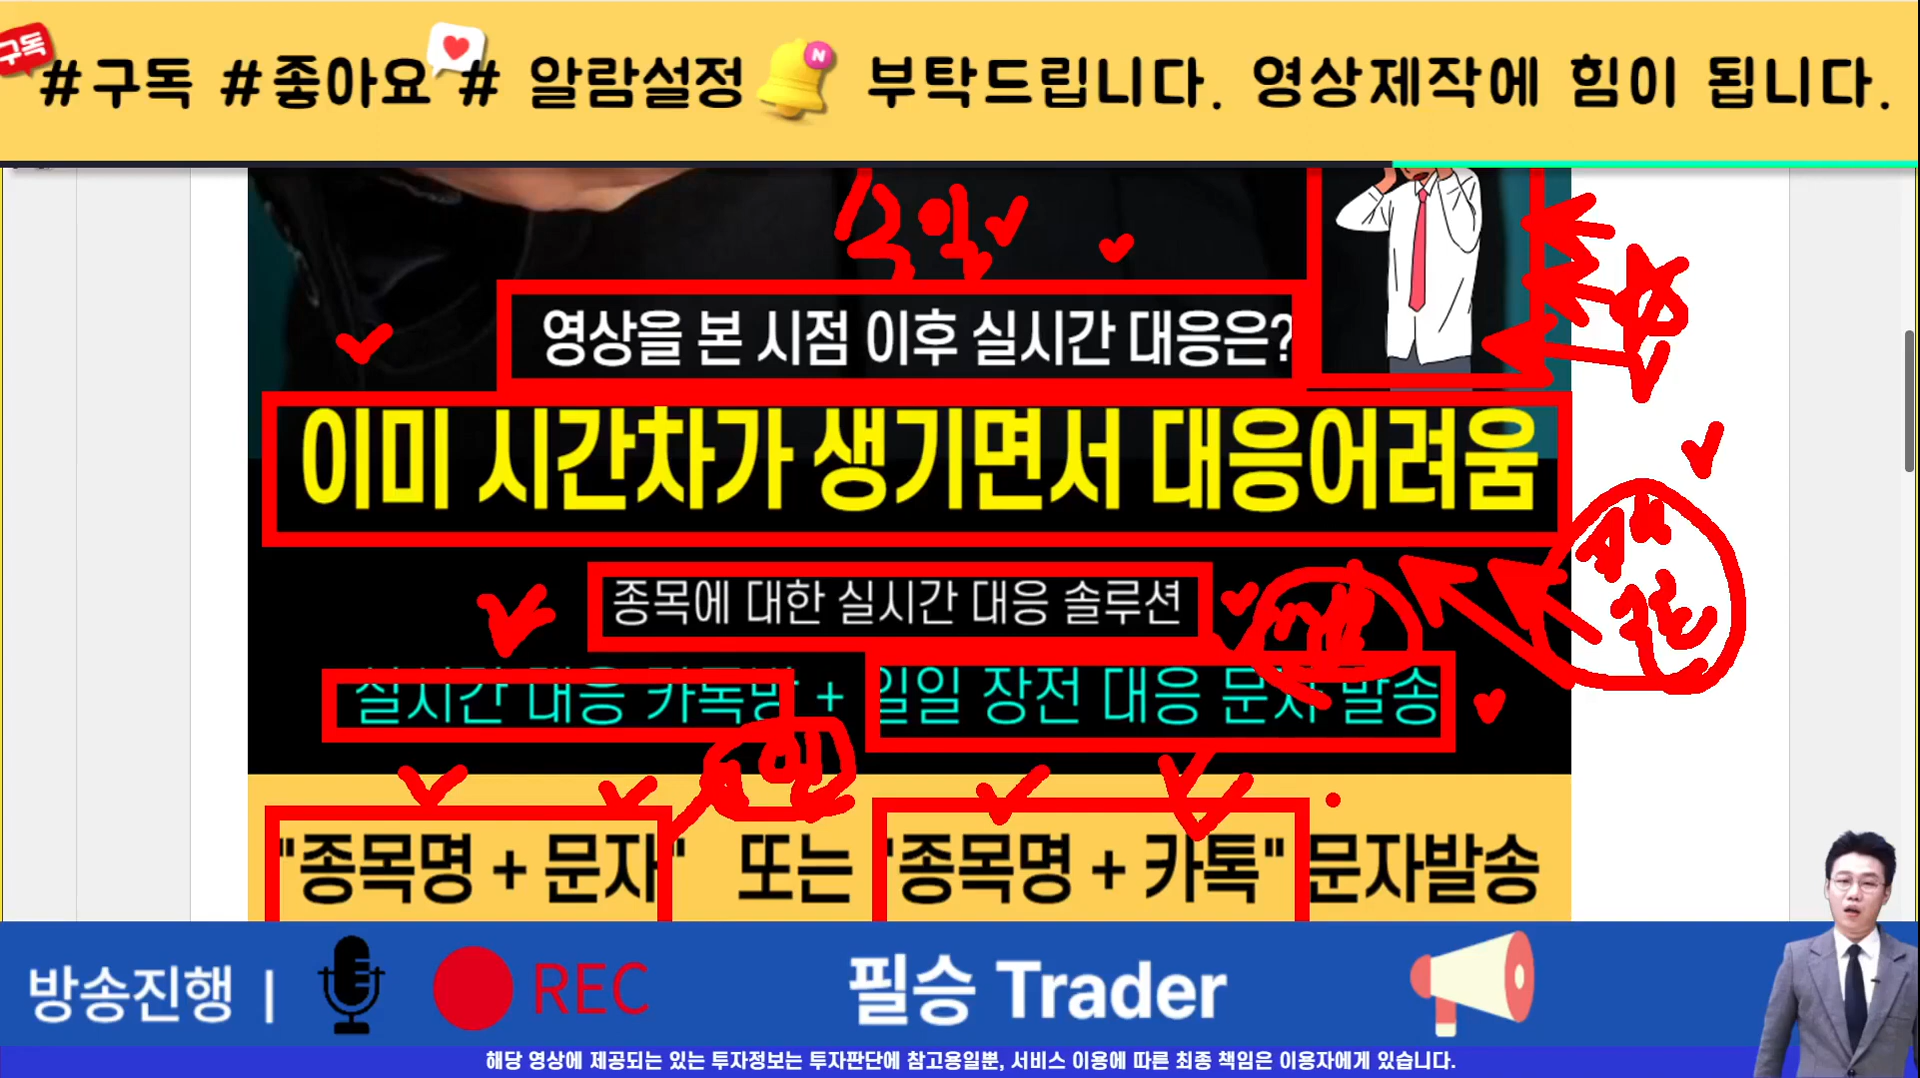 구독
#구독 #좋아요 # 알람설정 N 부탁드립니다. 영상제작에 힘이 됩니다.
영상을 본 시점 이후 실시간 대응은?
이미 시간차가 생기면서 대응어려움
종목에 대한 실시간 대응 솔루션
실시간 대응 카톡방 + 일일 장전 대응 문자 발송
"종목명 + 문자" 또는 "종목명 + 카톡" 문자발송
방송진행 | REC 필승 Trader
해당 영상에 제공되는 있는 투자정보는 투자판단에 참고용일뿐, 서비스 이용에 따른 최종 책임은 이용자에게 있습니다.